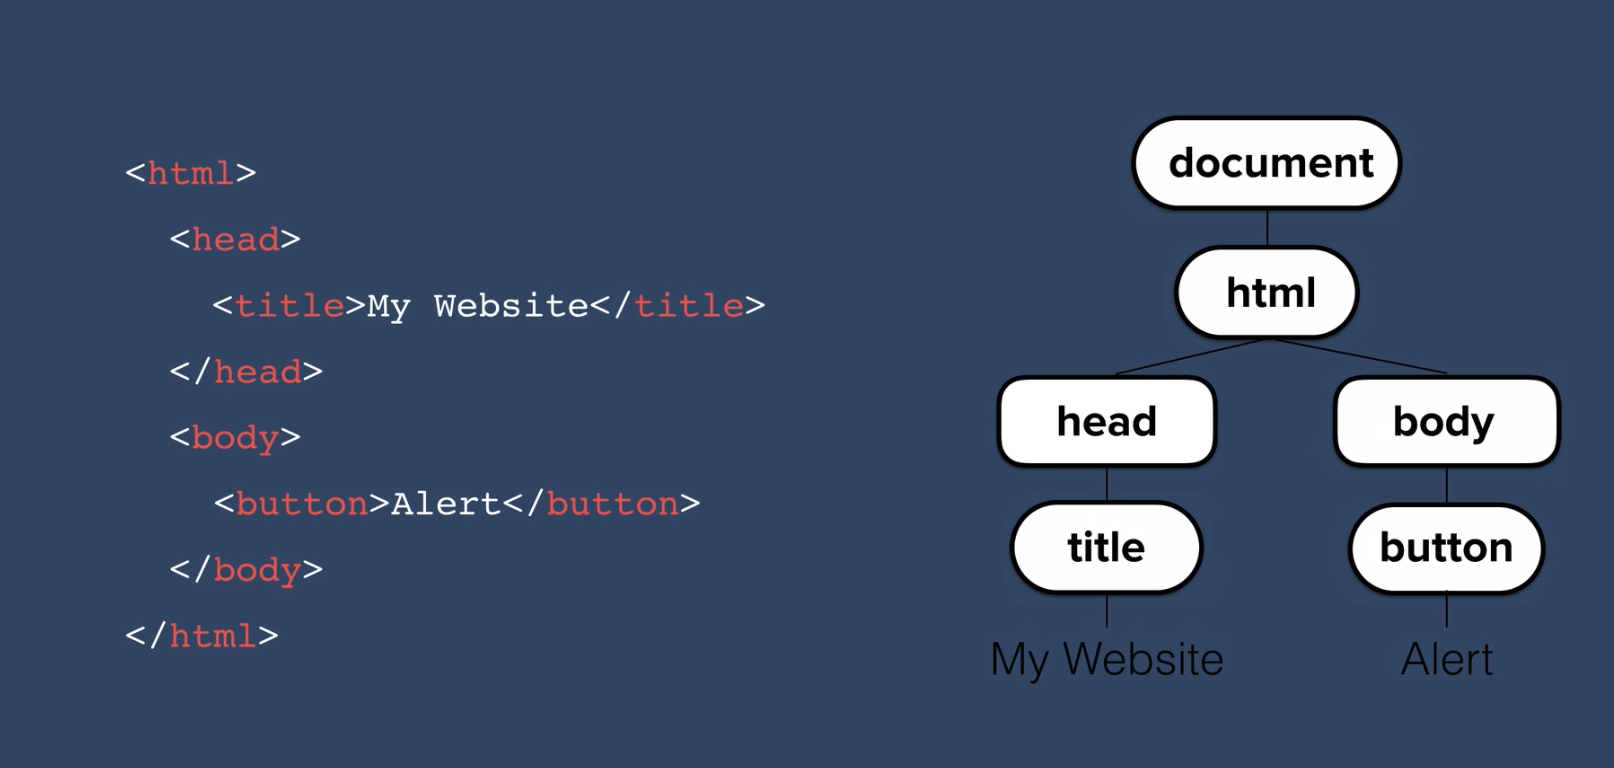 <html>
<head>
<title>My Website</title>
</head>
<body>
<button>Alert</button>
</body>
</html>
document
html
head body
title button
My Website Alert